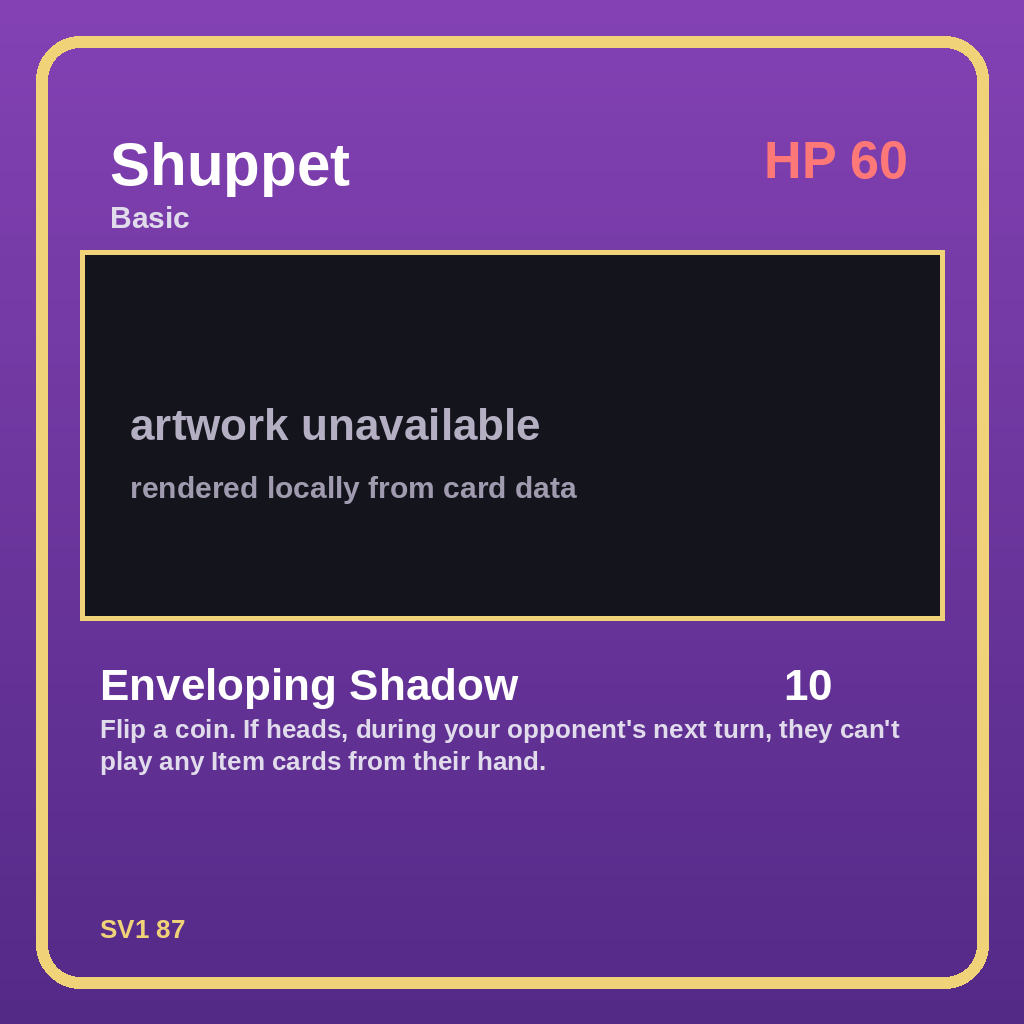 Shuppet
HP 60
Basic
artwork unavailable
rendered locally from card data
Enveloping Shadow 10
Flip a coin. If heads, during your opponent's next turn, they can't
play any Item cards from their hand.
SV1 87